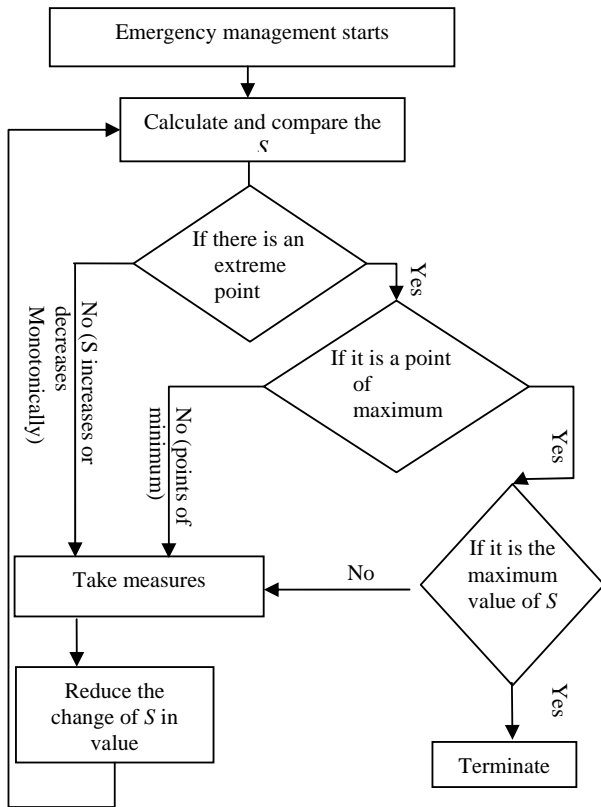 Emergency management starts
Calculate and compare the
S
If there is an
extreme
point
Yes
No (S increases or
decreases
Monotonically)
If it is a point
of
maximum
No (points of
minimum)
Yes
If it is the
maximum
value of S
No
Take measures
Reduce the
change of S in
value
Yes
Terminate